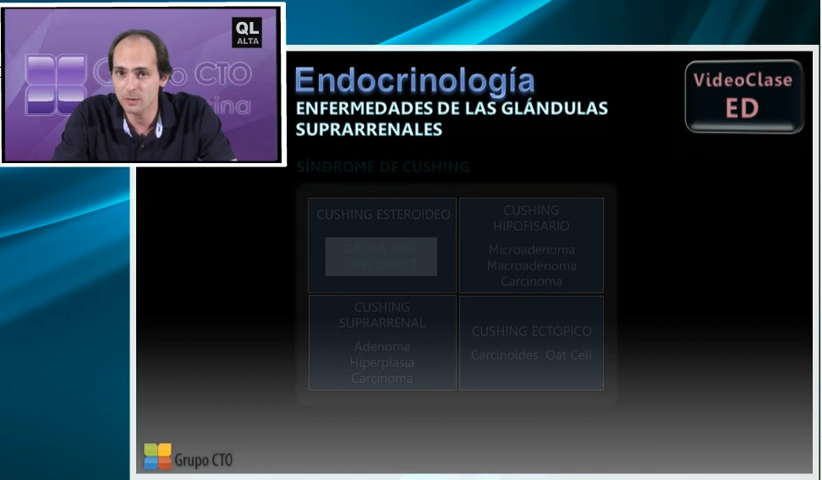 QL
ALTA
Grupo CTO
Medicina
Endocrinología
ENFERMEDADES DE LAS GLÁNDULAS
SUPRARRENALES
VideoClase
ED
SÍNDROME DE CUSHING
CUSHING ESTEROIDEO
CUSHING
HIPOFISARIO
Microadenoma
Macroadenoma
Carcinoma
CUSHING
SUPRARRENAL
Adenoma
Hiperplasia
Carcinoma
CUSHING ECTOPICO
Carcinoides Oat Cell
Grupo CTO